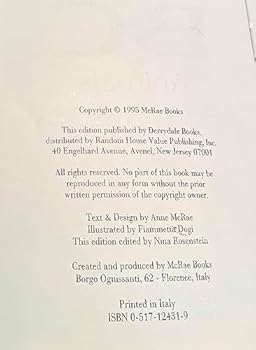 Copyright © 1995 McRae Books
This edition published by Derrydale Books,
distributed by Random House Value Publishing, Inc.
40 Engelhard Avenue, Avenel, New Jersey 07001
All rights reserved. No part of this book may be
reproduced in any form without the prior
written permission of the copyright owner.
Text & Design by Anne McRae
Illustrated by Fiammetta Dogi
This edition edited by Nina Rosenstein
Created and produced by McRae Books
Borgo Ognissanti, 62 - Florence, Italy
Printed in Italy
ISBN 0-517-12431-9